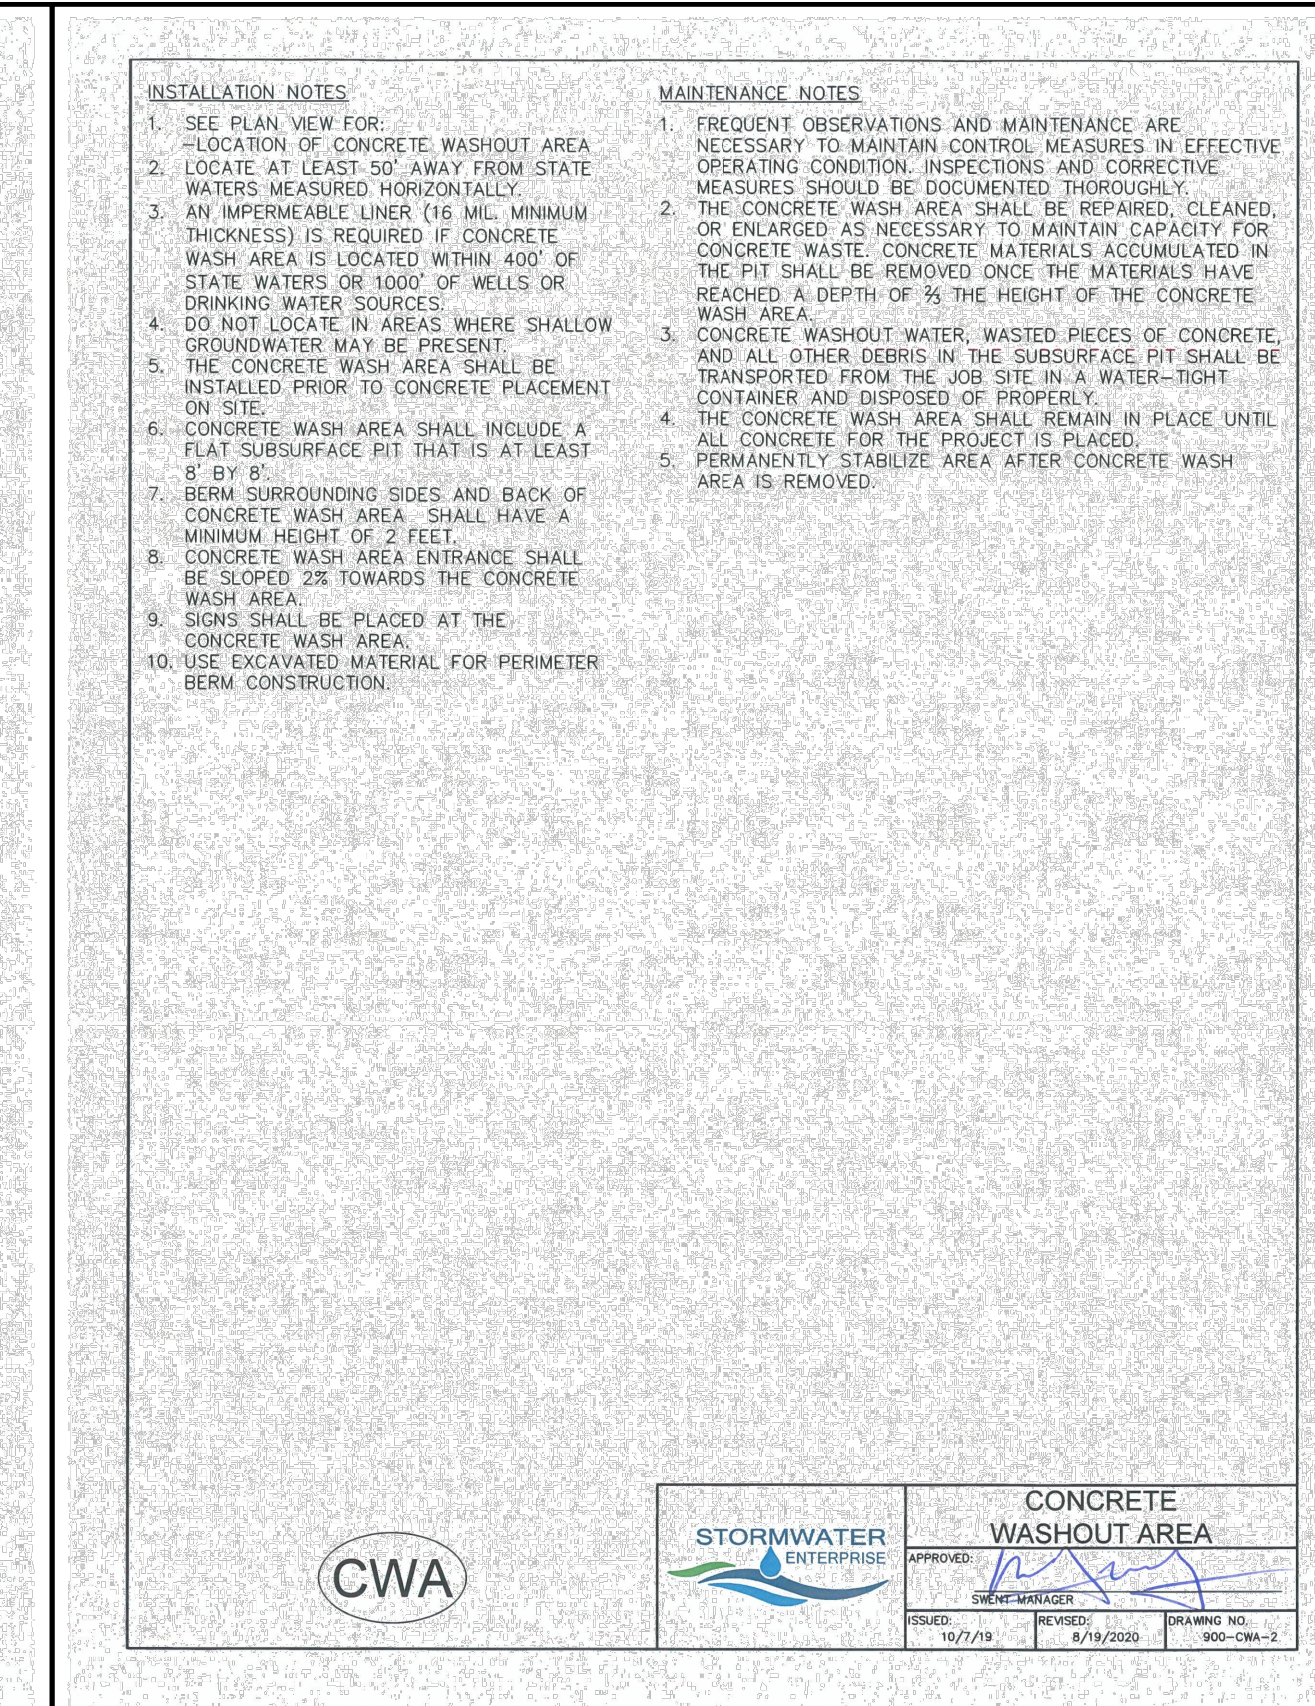 INSTALLATION NOTES
1. SEE PLAN VIEW FOR:
-LOCATION OF CONCRETE WASHOUT AREA
2. LOCATE AT LEAST 50' AWAY FROM STATE
WATERS MEASURED HORIZONTALLY.
3. AN IMPERMEABLE LINER (16 MIL. MINIMUM
THICKNESS) IS REQUIRED IF CONCRETE
WASH AREA IS LOCATED WITHIN 400' OF
STATE WATERS OR 1000' OF WELLS OR
DRINKING WATER SOURCES.
4. DO NOT LOCATE IN AREAS WHERE SHALLOW
GROUNDWATER MAY BE PRESENT.
5. THE CONCRETE WASH AREA SHALL BE
INSTALLED PRIOR TO CONCRETE PLACEMENT
ON SITE.
6. CONCRETE WASH AREA SHALL INCLUDE A
FLAT SUBSURFACE PIT THAT IS AT LEAST
8' BY 8'.
7. BERM SURROUNDING SIDES AND BACK OF
CONCRETE WASH AREA SHALL HAVE A
MINIMUM HEIGHT OF 2 FEET.
8. CONCRETE WASH AREA ENTRANCE SHALL
BE SLOPED 2% TOWARDS THE CONCRETE
WASH AREA.
9. SIGNS SHALL BE PLACED AT THE
CONCRETE WASH AREA.
10. USE EXCAVATED MATERIAL FOR PERIMETER
BERM CONSTRUCTION.
MAINTENANCE NOTES
1. FREQUENT OBSERVATIONS AND MAINTENANCE ARE
NECESSARY TO MAINTAIN CONTROL MEASURES IN EFFECTIVE
OPERATING CONDITION. INSPECTIONS AND CORRECTIVE
MEASURES SHOULD BE DOCUMENTED THOROUGHLY.
2. THE CONCRETE WASH AREA SHALL BE REPAIRED, CLEANED,
OR ENLARGED AS NECESSARY TO MAINTAIN CAPACITY FOR
CONCRETE WASTE. CONCRETE MATERIALS ACCUMULATED IN
THE PIT SHALL BE REMOVED ONCE THE MATERIALS HAVE
REACHED A DEPTH OF ⅔ THE HEIGHT OF THE CONCRETE
WASH AREA.
3. CONCRETE WASHOUT WATER, WASTED PIECES OF CONCRETE,
AND ALL OTHER DEBRIS IN THE SUBSURFACE PIT SHALL BE
TRANSPORTED FROM THE JOB SITE IN A WATER-TIGHT
CONTAINER AND DISPOSED OF PROPERLY.
4. THE CONCRETE WASH AREA SHALL REMAIN IN PLACE UNTIL
ALL CONCRETE FOR THE PROJECT IS PLACED.
5. PERMANENTLY STABILIZE AREA AFTER CONCRETE WASH
AREA IS REMOVED.
CWA
STORMWATER
ENTERPRISE
CONCRETE
WASHOUT AREA
APPROVED:
SWENT MANAGER
ISSUED:
10/7/19
REVISED:
8/19/2020
DRAWING NO.
900-CWA-2